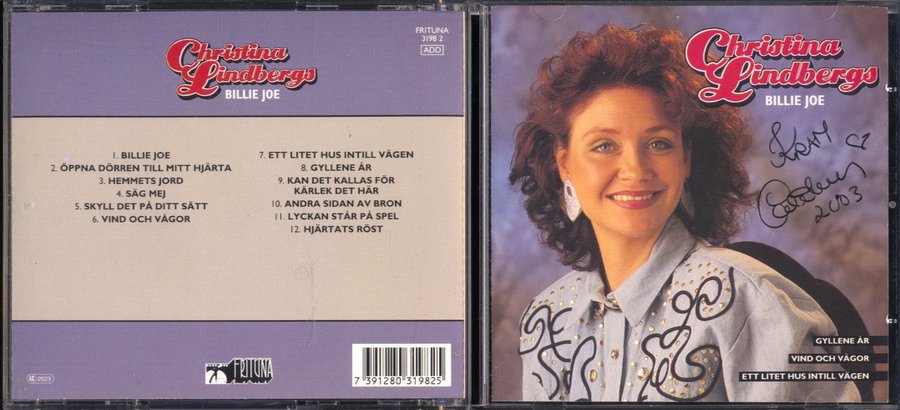 FRITUNA
3198 2
ADD
Christina
Lindbergs
BILLIE JOE
1. BILLIE JOE
2. ÖPPNA DÖRREN TILL MITT HJÄRTA
3. HEMMETS JORD
4. SÄG MEJ
5. SKYLL DET PÅ DITT SÄTT
6. VIND OCH VÅGOR
7. ETT LITET HUS INTILL VÄGEN
8. GYLLENE ÅR
9. KAN DET KALLAS FÖR
KÄRLEK DET HÄR
10. ANDRA SIDAN AV BRON
11. LYCKAN STÅR PÅ SPEL
12. HJÄRTATS RÖST
2523
FRITUNA
7 391280 319825
Christina
Lindbergs
BILLIE JOE
KRAM
2003
GYLLENE ÅR
VIND OCH VÅGOR
ETT LITET HUS INTILL VÄGEN